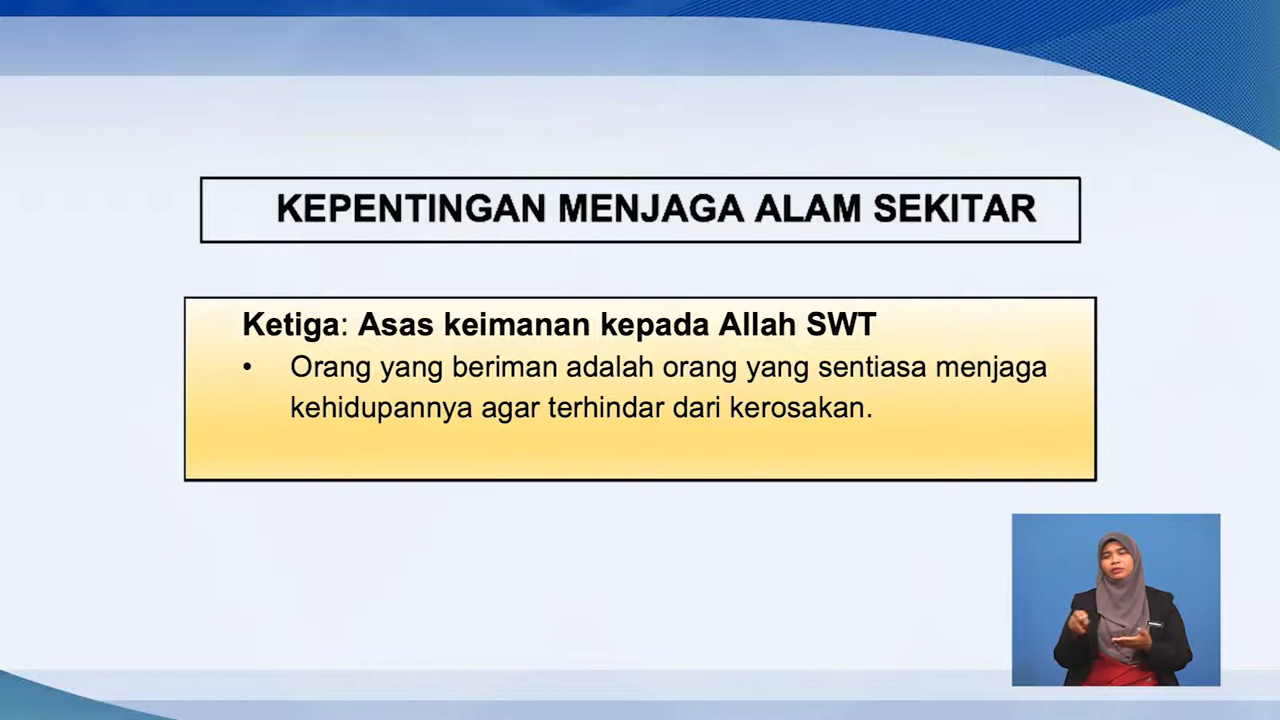 KEPENTINGAN MENJAGA ALAM SEKITAR
Ketiga: Asas keimanan kepada Allah SWT
• Orang yang beriman adalah orang yang sentiasa menjaga
kehidupannya agar terhindar dari kerosakan.